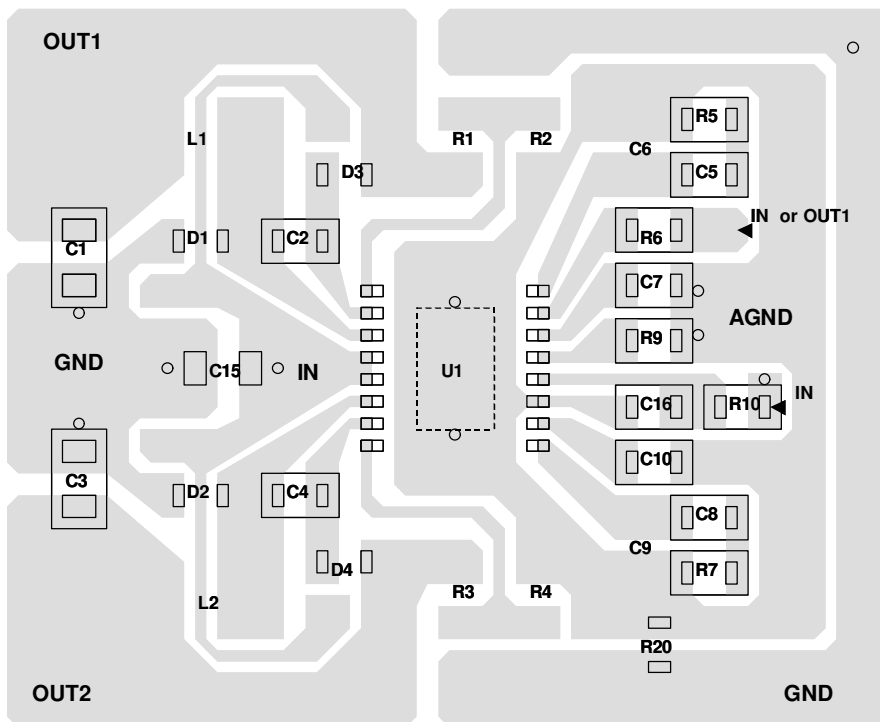 OUT1
L1
R1
R2
R5
C6
D3
C5
IN or OUT1
C1
D1
C2
R6
C7
AGND
R9
GND
C15
IN
U1
IN
C16
R10
C10
C3
D2
C4
C8
C9
D4
R7
L2
R3
R4
R20
OUT2
GND